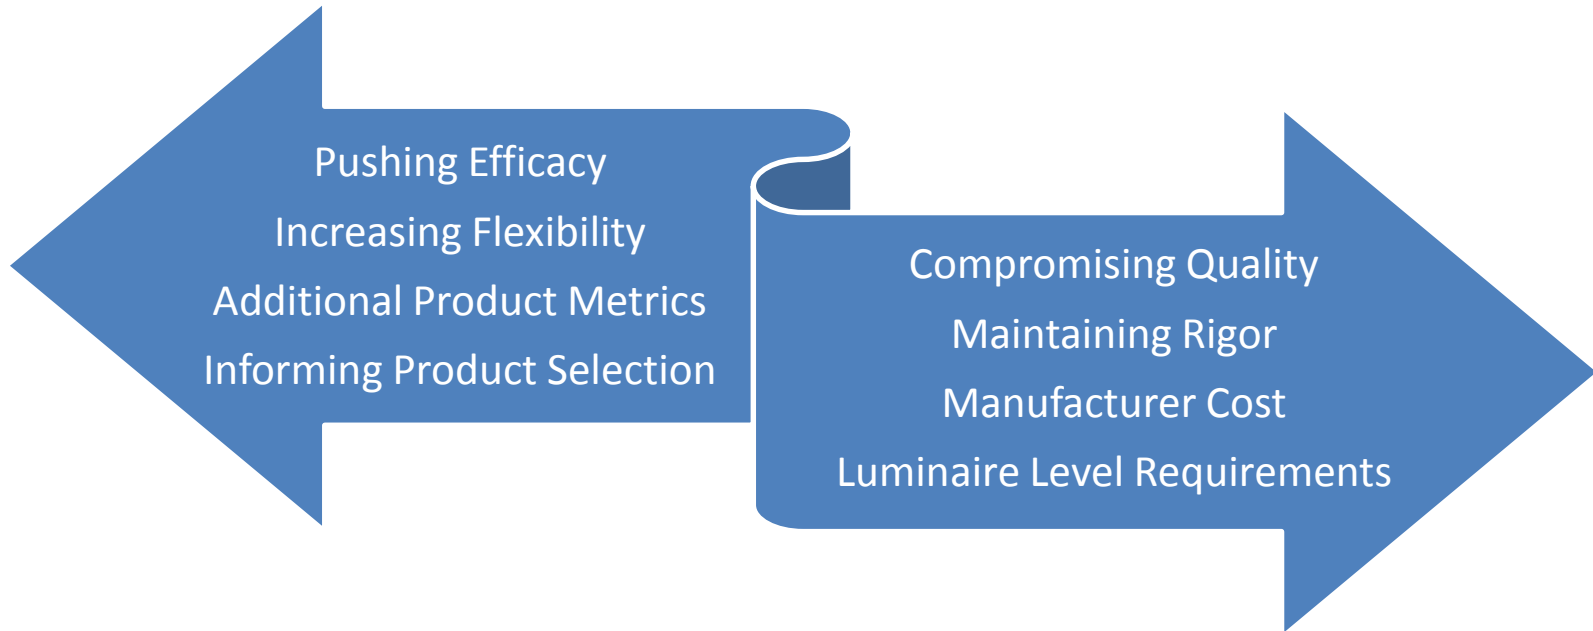 Pushing Efficacy
Increasing Flexibility
Additional Product Metrics
Informing Product Selection
Compromising Quality
Maintaining Rigor
Manufacturer Cost
Luminaire Level Requirements